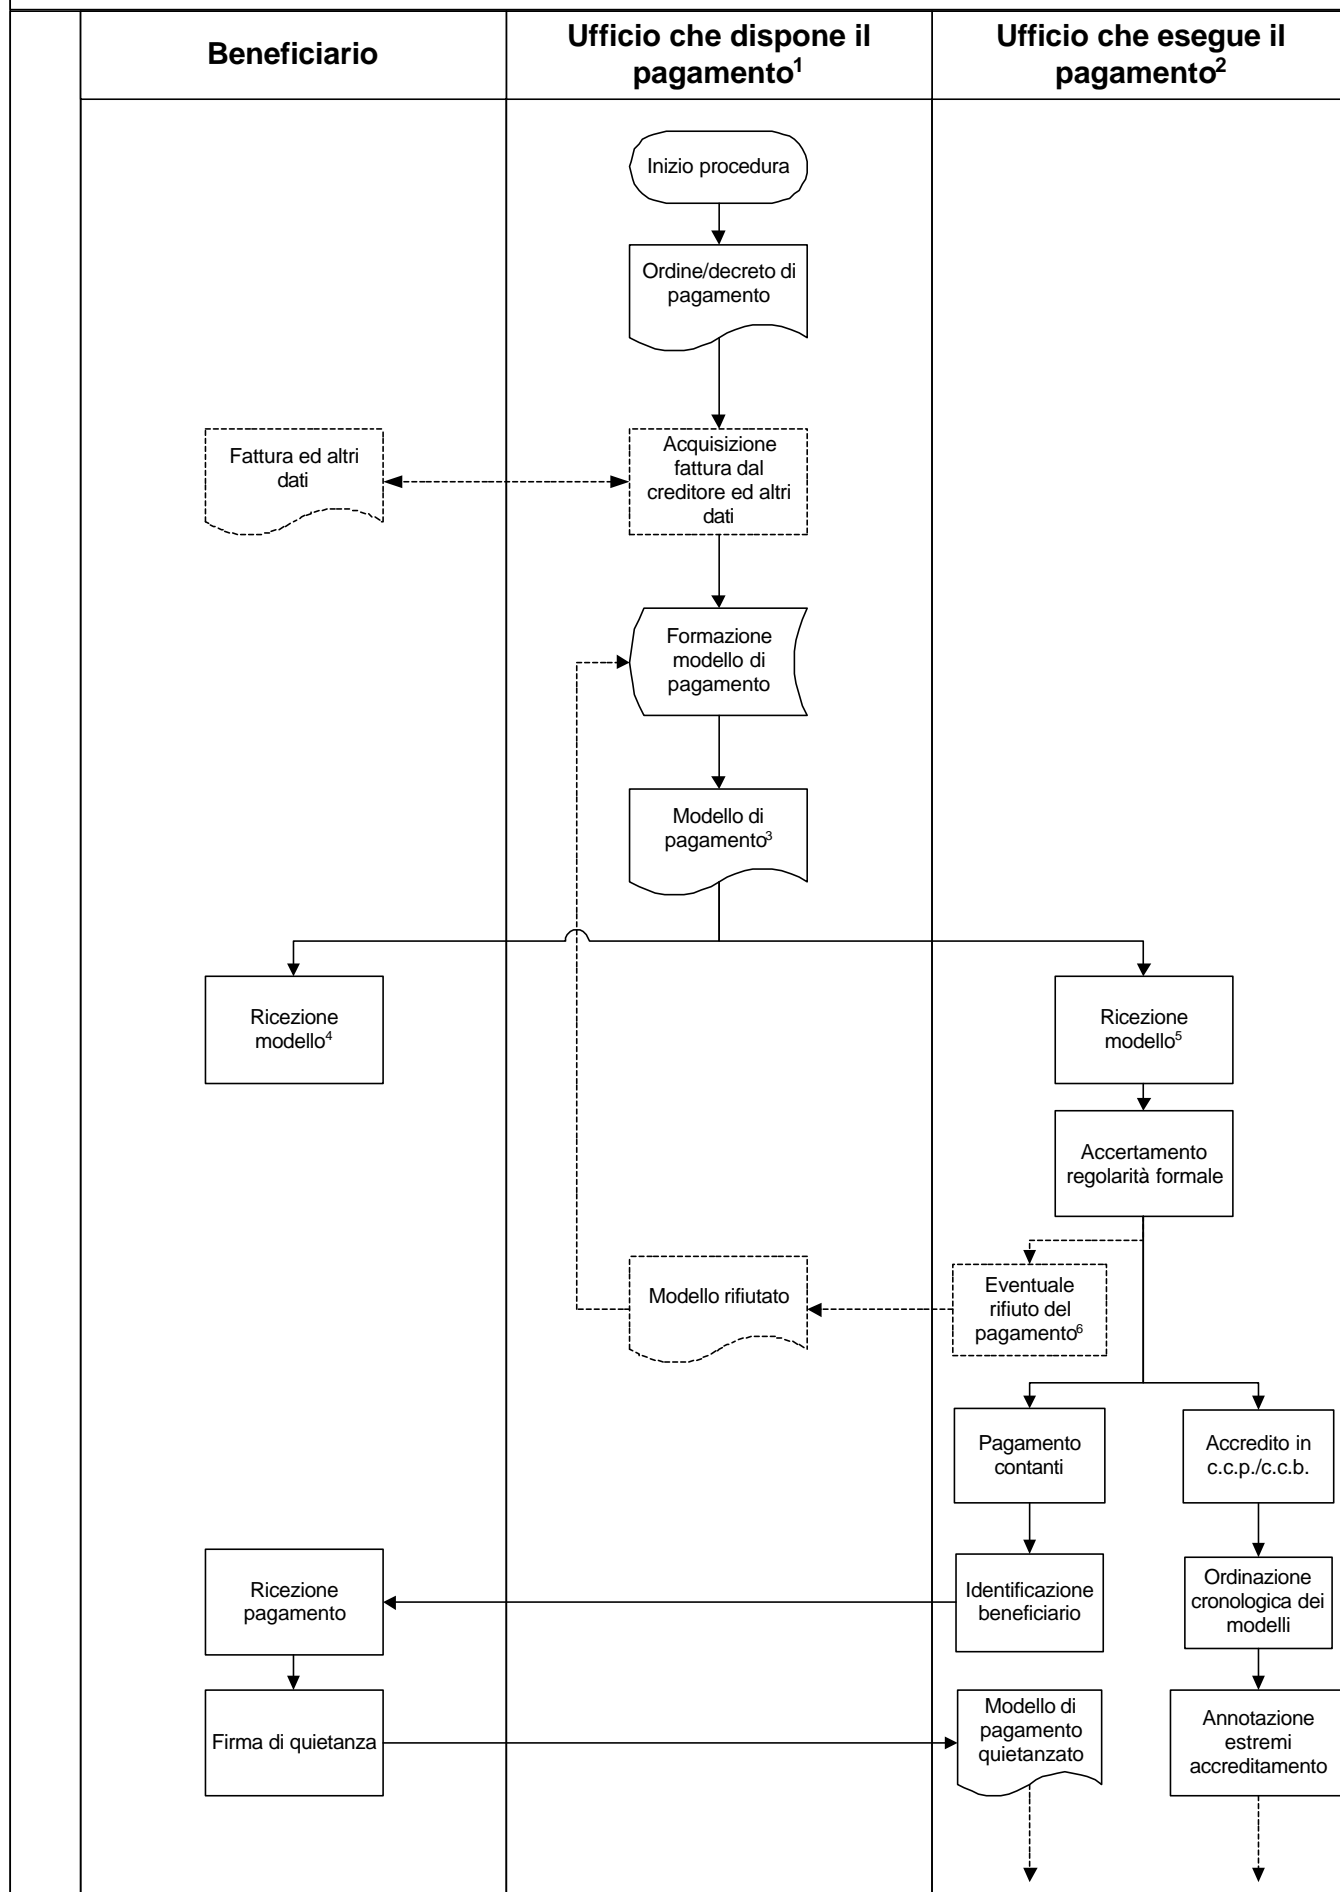 Beneficiario
Ufficio che dispone il
pagamento1
Ufficio che esegue il
pagamento2
Inizio procedura
Ordine/decreto di
pagamento
Fattura ed altri
dati
Acquisizione
fattura dal
creditore ed altri
dati
Formazione
modello di
pagamento
Modello di
pagamento3
Ricezione
modello4
Ricezione
modello5
Accertamento
regolarità formale
Modello rifiutato
Eventuale
rifiuto del
pagamento6
Pagamento
contanti
Accredito in
c.c.p./c.c.b.
Ricezione
pagamento
Identificazione
beneficiario
Ordinazione
cronologica dei
modelli
Firma di quietanza
Modello di
pagamento
quietanzato
Annotazione
estremi
accreditamento